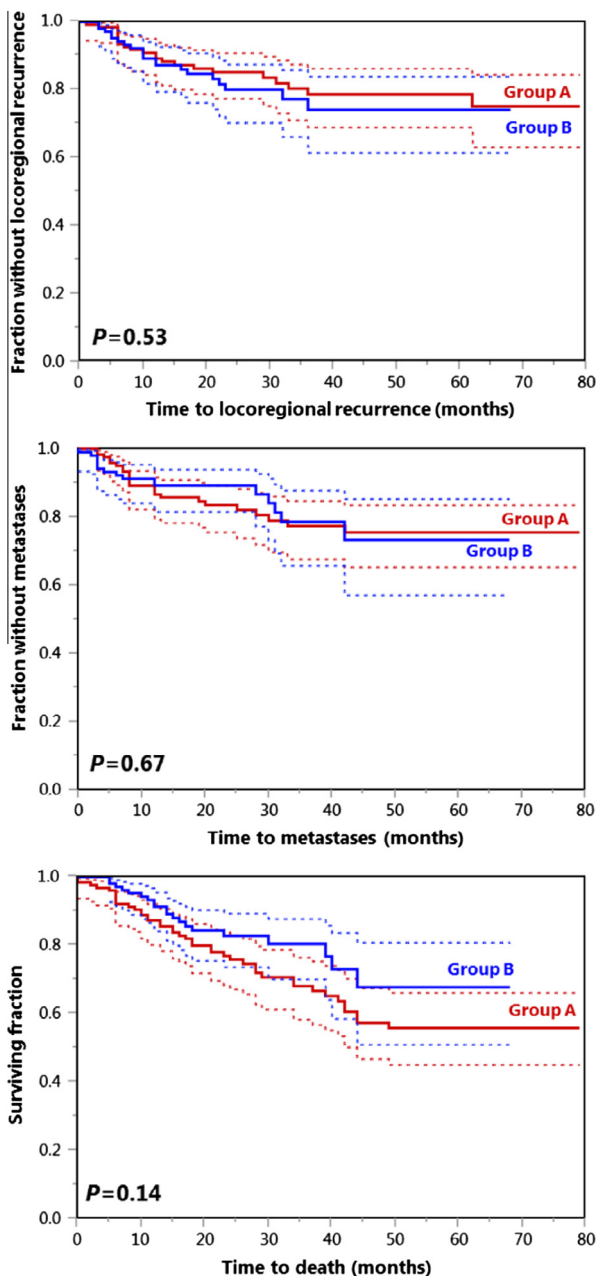 Fraction without locoregional recurrence
1.0
0.8
0.6
0.4
0.2
0.0
Group A
Group B
P=0.53
0 10 20 30 40 50 60 70 80
Time to locoregional recurrence (months)
Fraction without metastases
1.0
0.8
0.6
0.4
0.2
0.0
Group A
Group B
P=0.67
0 10 20 30 40 50 60 70 80
Time to metastases (months)
Surviving fraction
1.0
0.8
0.6
0.4
0.2
0.0
Group B
Group A
P=0.14
0 10 20 30 40 50 60 70 80
Time to death (months)